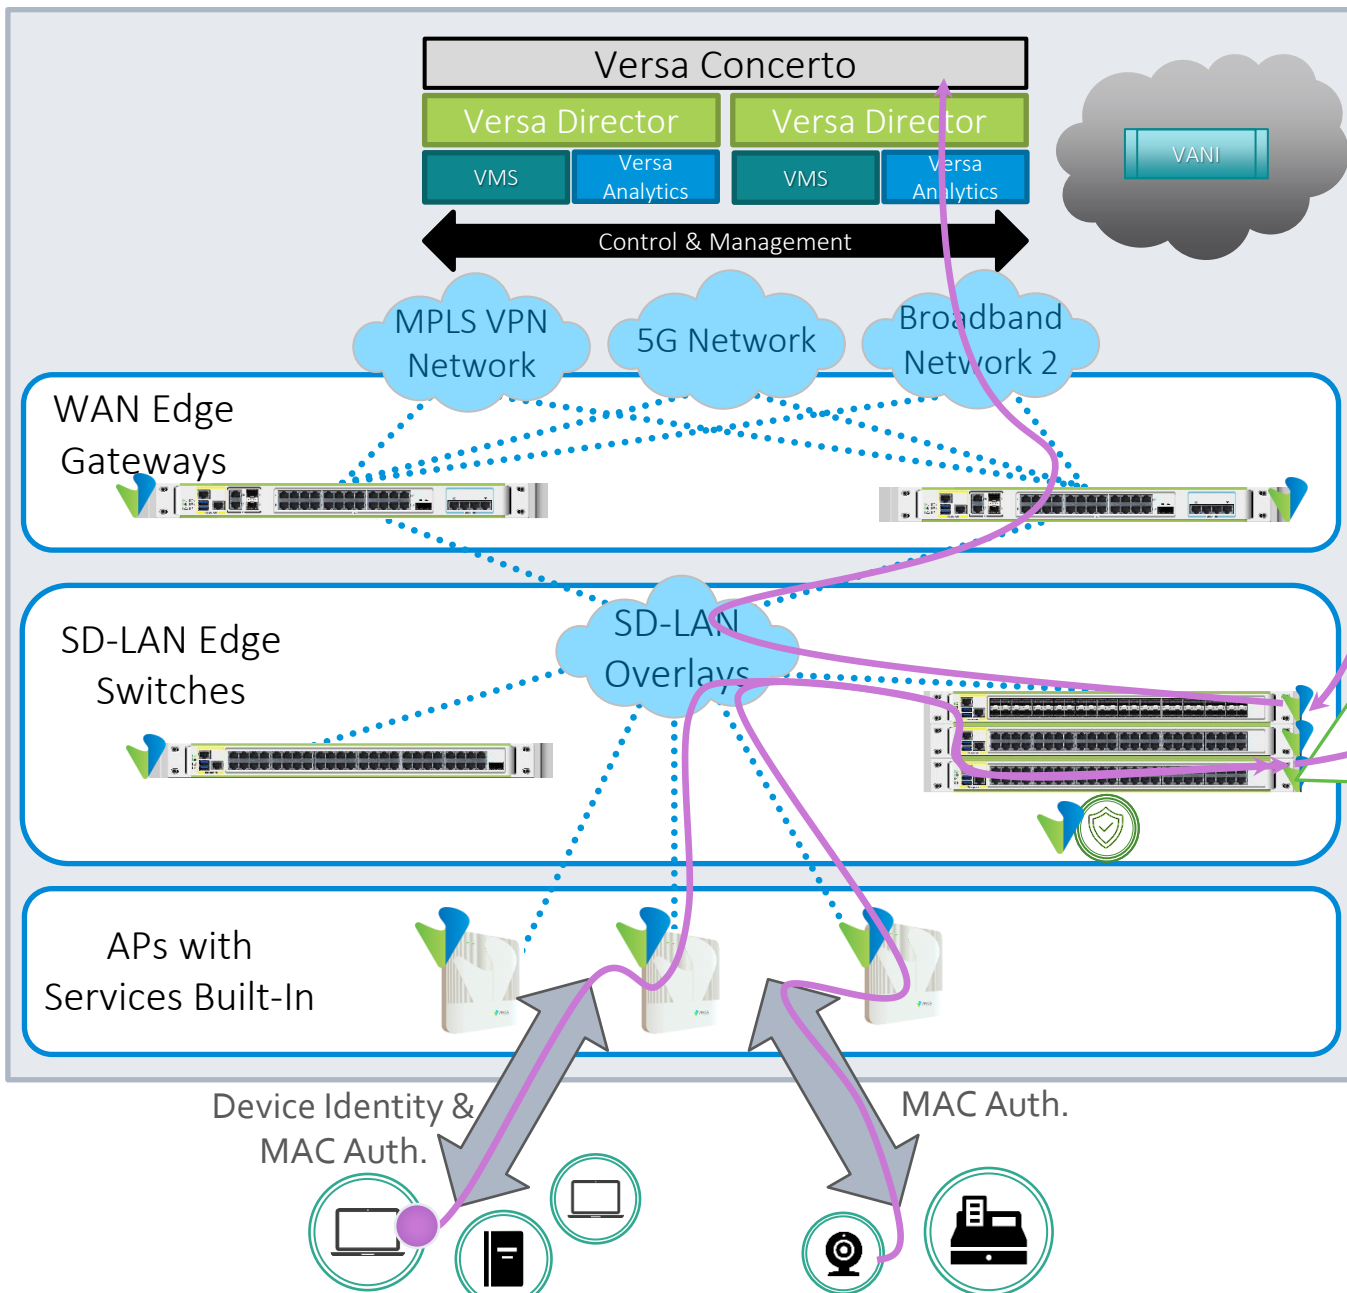 Versa Concerto
Versa Director
Versa Director
VMS
Versa
Analytics
VMS
Versa
Analytics
VANI
Control & Management
MPLS VPN
Network
5G Network
Broadband
Network 2
WAN Edge
Gateways
SD-LAN Edge
Switches
SD-LAN
Overlays
APs with
Services Built-In
Device Identity &
MAC Auth.
MAC Auth.